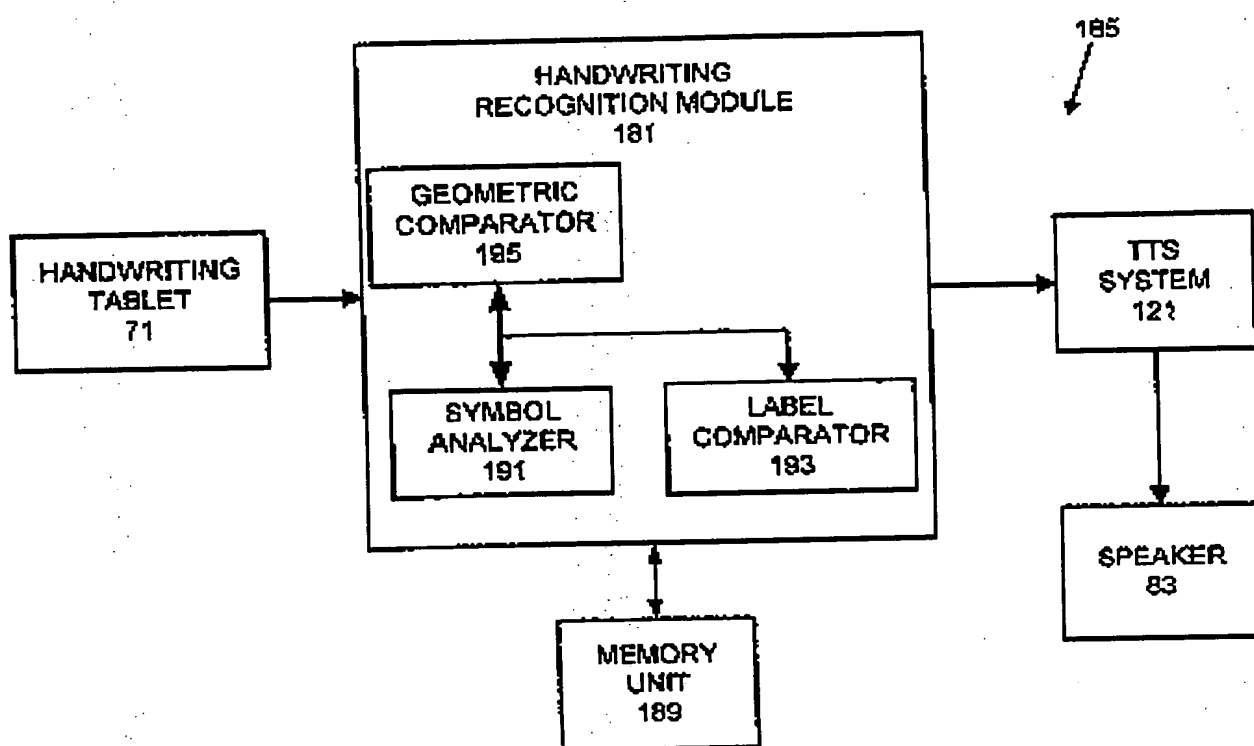 185
HANDWRITING
RECOGNITION MODULE
181
GEOMETRIC
COMPARATOR
195
HANDWRITING
TABLET
71
TTS
SYSTEM
121
SYMBOL
ANALYZER
191
LABEL
COMPARATOR
193
SPEAKER
83
MEMORY
UNIT
189